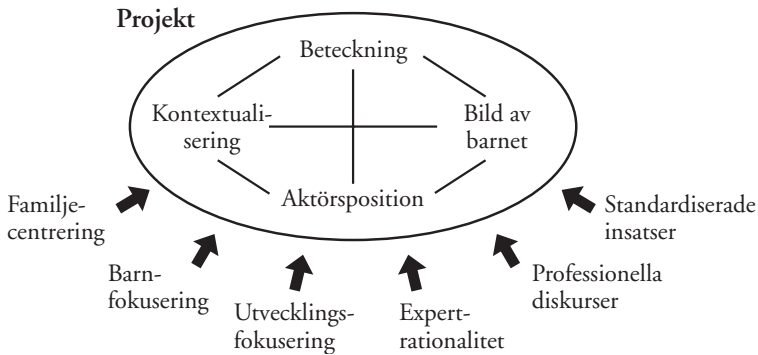 Projekt
Beteckning
Kontextuali-
sering
Bild av
barnet
Aktörsposition
Familje-
centrering
Barn-
fokusering
Utvecklings-
fokusering
Expert-
rationalitet
Professionella
diskurser
Standardiserade
insatser